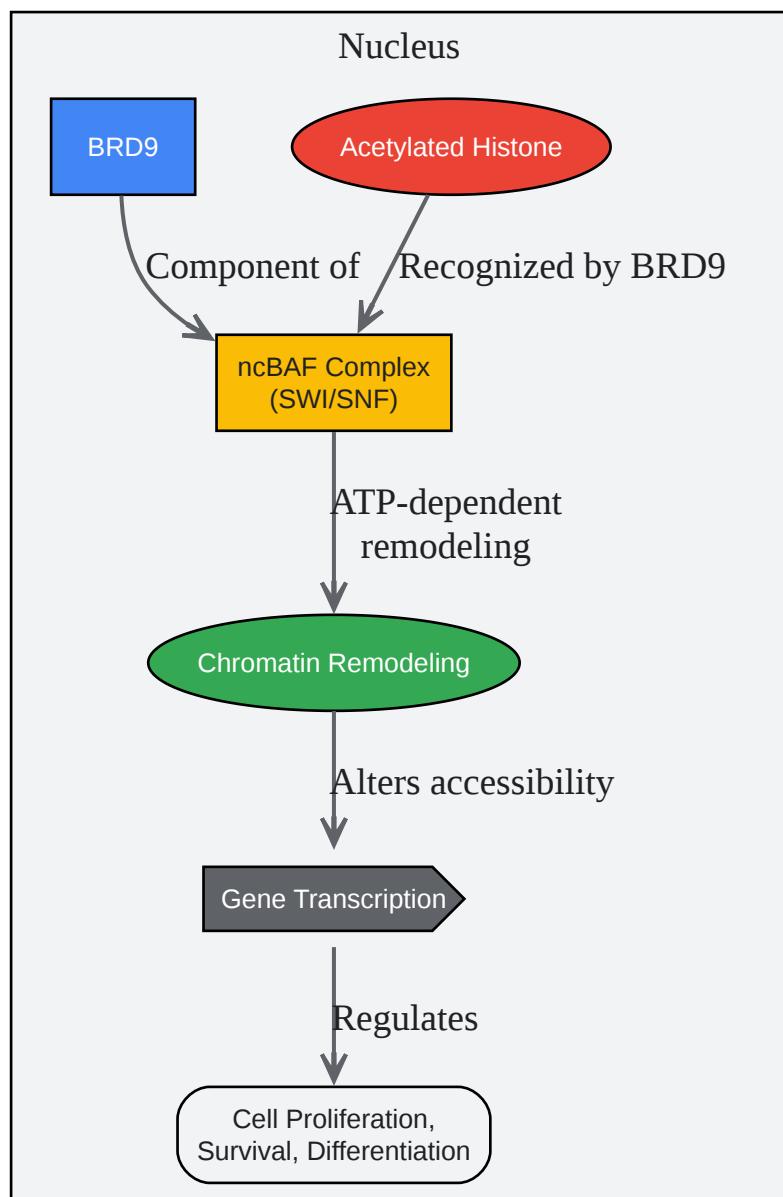 Nucleus
BRD9
Acetylated Histone
Component of
Recognized by BRD9
ncBAF Complex
(SWI/SNF)
ATP-dependent
remodeling
Chromatin Remodeling
Alters accessibility
Gene Transcription
Regulates
Cell Proliferation,
Survival, Differentiation